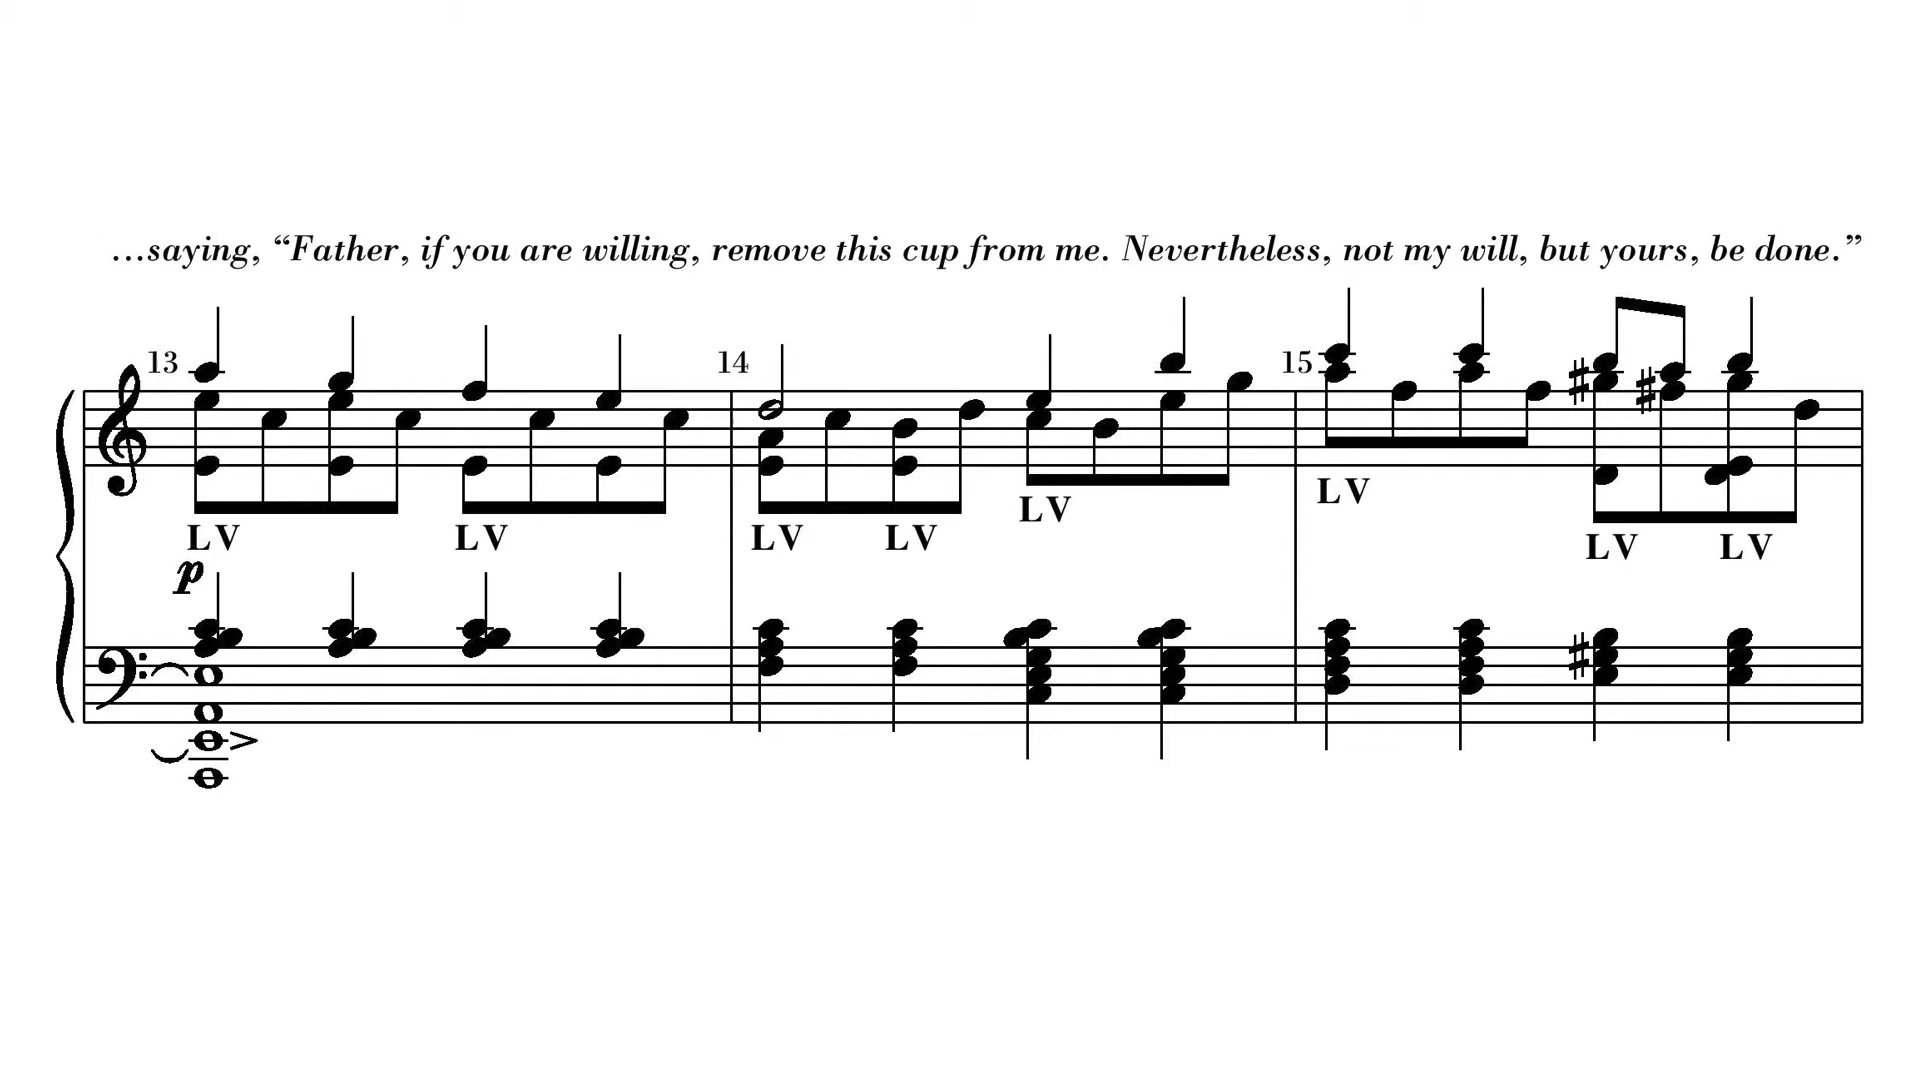 ...saying, “Father, if you are willing, remove this cup from me. Nevertheless, not my will, but yours, be done.”
13 14 15
LV LV LV LV LV LV LV LV
p